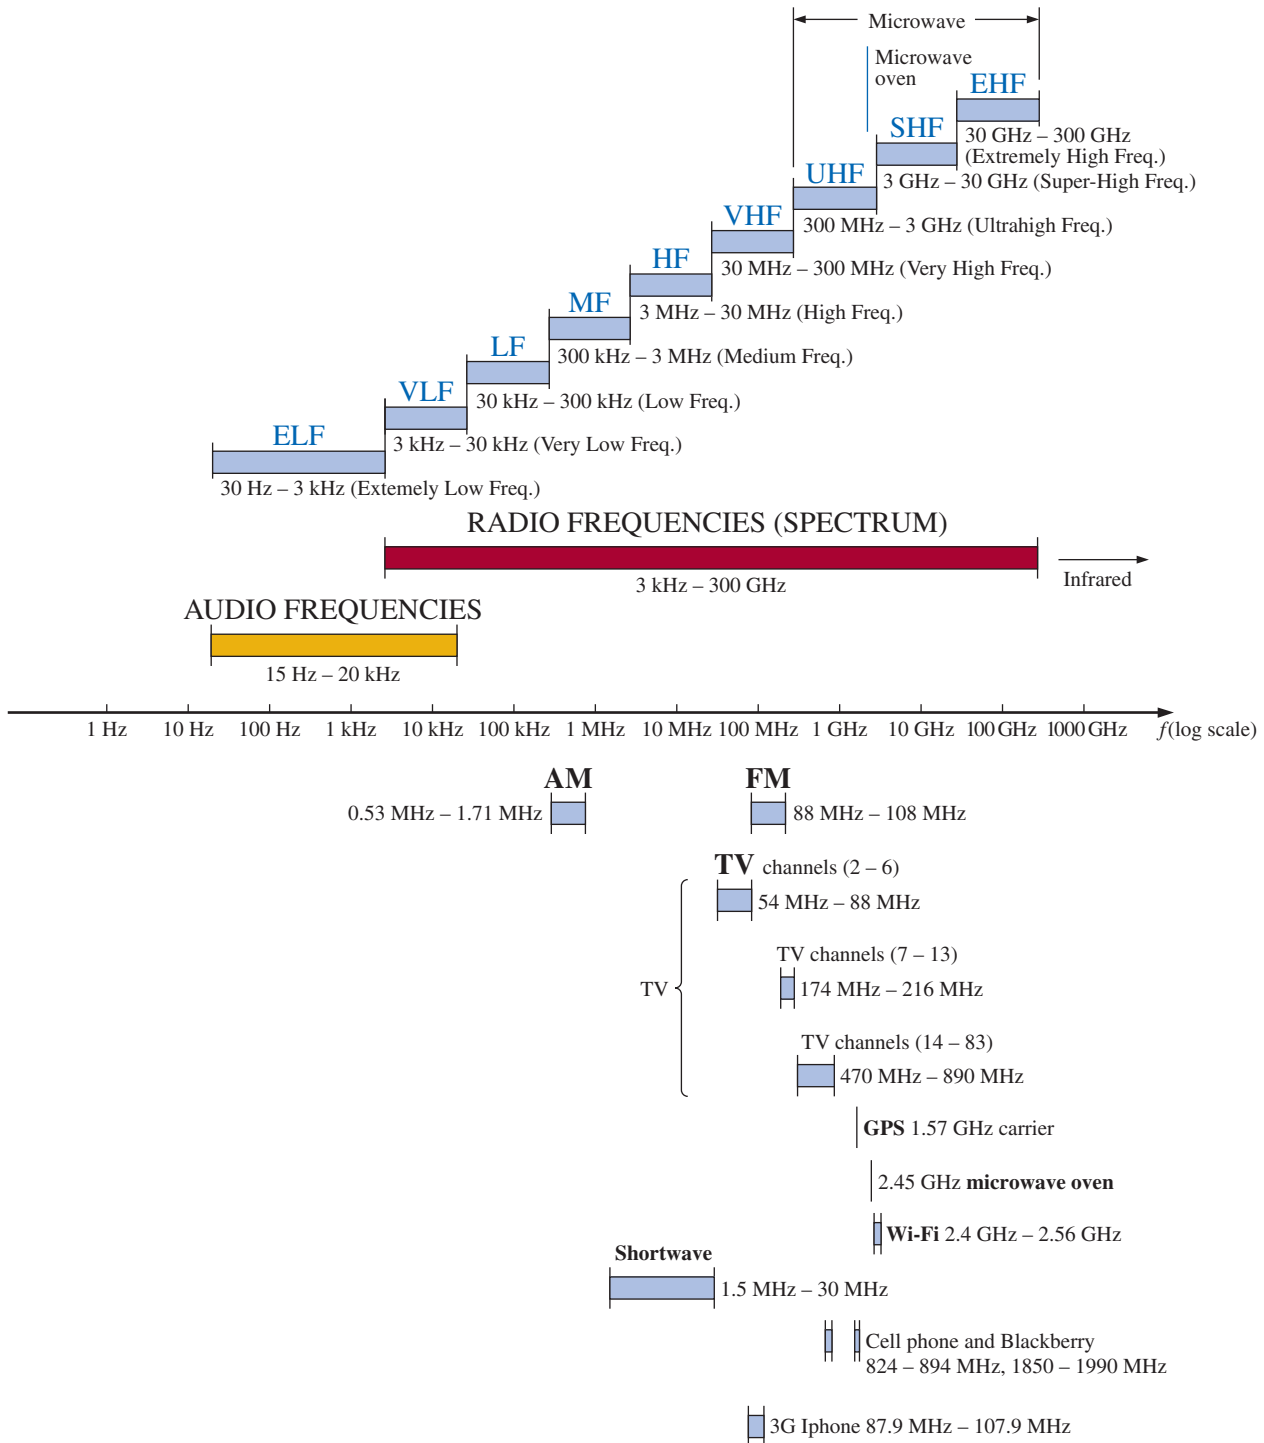 Microwave
Microwave
oven
EHF
30 GHz – 300 GHz
(Extremely High Freq.)
SHF
3 GHz – 30 GHz (Super-High Freq.)
UHF
300 MHz – 3 GHz (Ultrahigh Freq.)
VHF
30 MHz – 300 MHz (Very High Freq.)
HF
3 MHz – 30 MHz (High Freq.)
MF
300 kHz – 3 MHz (Medium Freq.)
LF
30 kHz – 300 kHz (Low Freq.)
VLF
3 kHz – 30 kHz (Very Low Freq.)
ELF
30 Hz – 3 kHz (Extemely Low Freq.)
RADIO FREQUENCIES (SPECTRUM)
3 kHz – 300 GHz
Infrared
AUDIO FREQUENCIES
15 Hz – 20 kHz
1 Hz 10 Hz 100 Hz 1 kHz 10 kHz 100 kHz 1 MHz 10 MHz 100 MHz 1 GHz 10 GHz 100 GHz 1000 GHz f(log scale)
AM
0.53 MHz – 1.71 MHz
FM
88 MHz – 108 MHz
TV channels (2 – 6)
54 MHz – 88 MHz
TV channels (7 – 13)
TV
174 MHz – 216 MHz
TV channels (14 – 83)
470 MHz – 890 MHz
GPS 1.57 GHz carrier
2.45 GHz microwave oven
Wi-Fi 2.4 GHz – 2.56 GHz
Shortwave
1.5 MHz – 30 MHz
Cell phone and Blackberry
824 – 894 MHz, 1850 – 1990 MHz
3G Iphone 87.9 MHz – 107.9 MHz